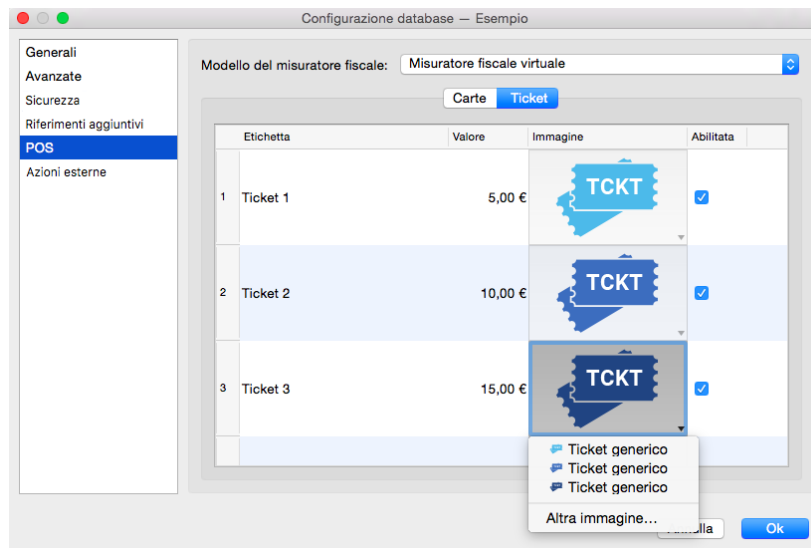 Configurazione database — Esempio
Generali
Avanzate
Sicurezza
Riferimenti aggiuntivi
POS
Azioni esterne
Modello del misuratore fiscale: Misuratore fiscale virtuale
Carte Ticket
Etichetta Valore Immagine Abilitata
1 Ticket 1 5,00 € TCKT
2 Ticket 2 10,00 € TCKT
3 Ticket 3 15,00 € TCKT
Ticket generico
Ticket generico
Ticket generico
Altra immagine...
Ok